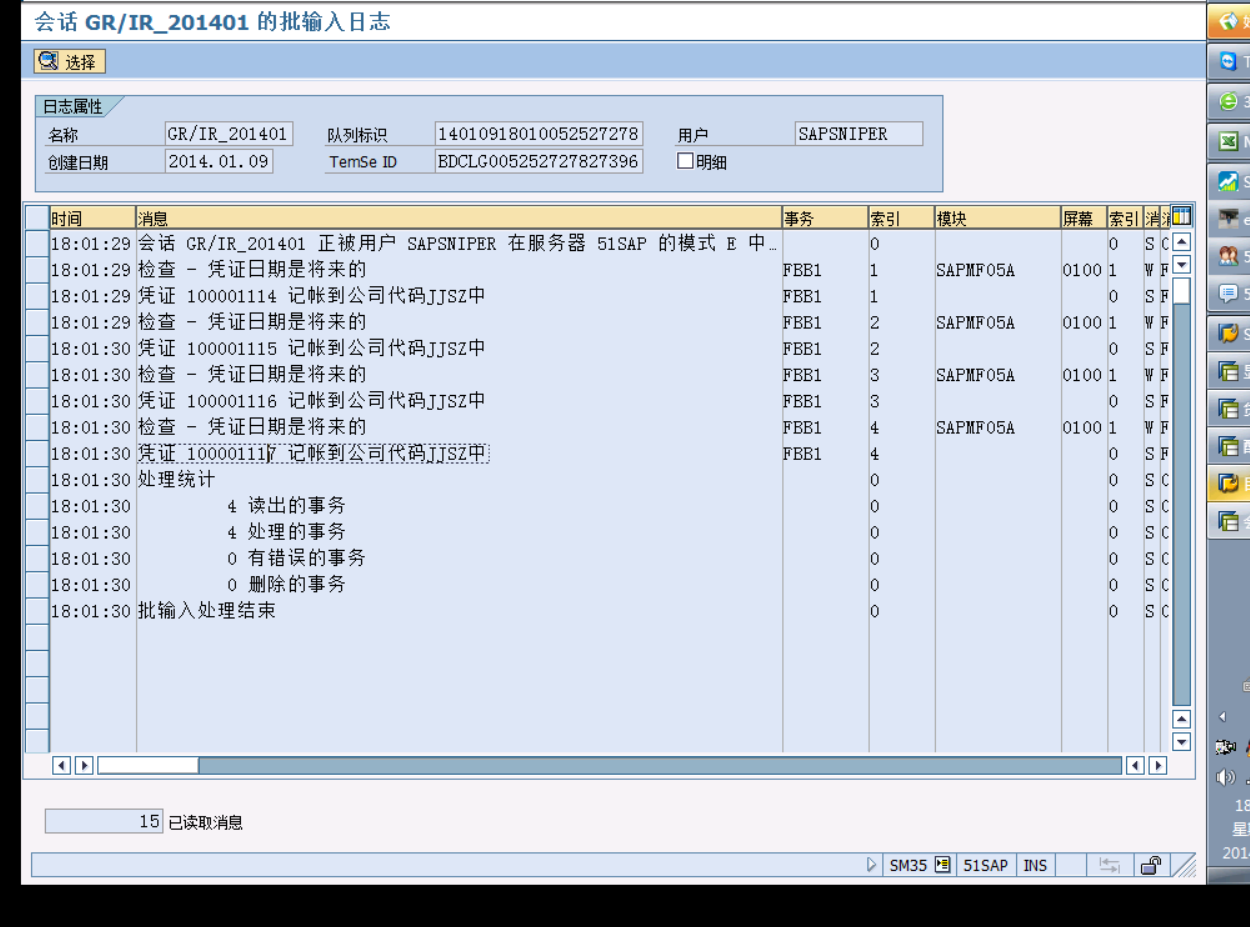 会话 GR/IR_201401 的批输入日志
选择
日志属性
名称 GR/IR_201401 队列标识 14010918010052527278 用户 SAPSNIPER
创建日期 2014.01.09 TemSe ID BDCLG005252727827396 明细
时间 消息 事务 索引 模块 屏幕 索引 消
18:01:29 会话 GR/IR_201401 正被用户 SAPSNIPER 在服务器 51SAP 的模式 E 中… 0 0 S C
18:01:29 检查 - 凭证日期是将来的 FBB1 1 SAPMF05A 0100 1 W F
18:01:29 凭证 100001114 记帐到公司代码JJSZ中 FBB1 1 0 S F
18:01:29 检查 - 凭证日期是将来的 FBB1 2 SAPMF05A 0100 1 W F
18:01:30 凭证 100001115 记帐到公司代码JJSZ中 FBB1 2 0 S F
18:01:30 检查 - 凭证日期是将来的 FBB1 3 SAPMF05A 0100 1 W F
18:01:30 凭证 100001116 记帐到公司代码JJSZ中 FBB1 3 0 S F
18:01:30 检查 - 凭证日期是将来的 FBB1 4 SAPMF05A 0100 1 W F
18:01:30 凭证 100001117 记帐到公司代码JJSZ中 FBB1 4 0 S F
18:01:30 处理统计 0 0 S C
18:01:30 4 读出的事务 0 0 S C
18:01:30 4 处理的事务 0 0 S C
18:01:30 0 有错误的事务 0 0 S C
18:01:30 0 删除的事务 0 0 S C
18:01:30 批输入处理结束 0 0 S C
15 已读取消息
SM35 51SAP INS